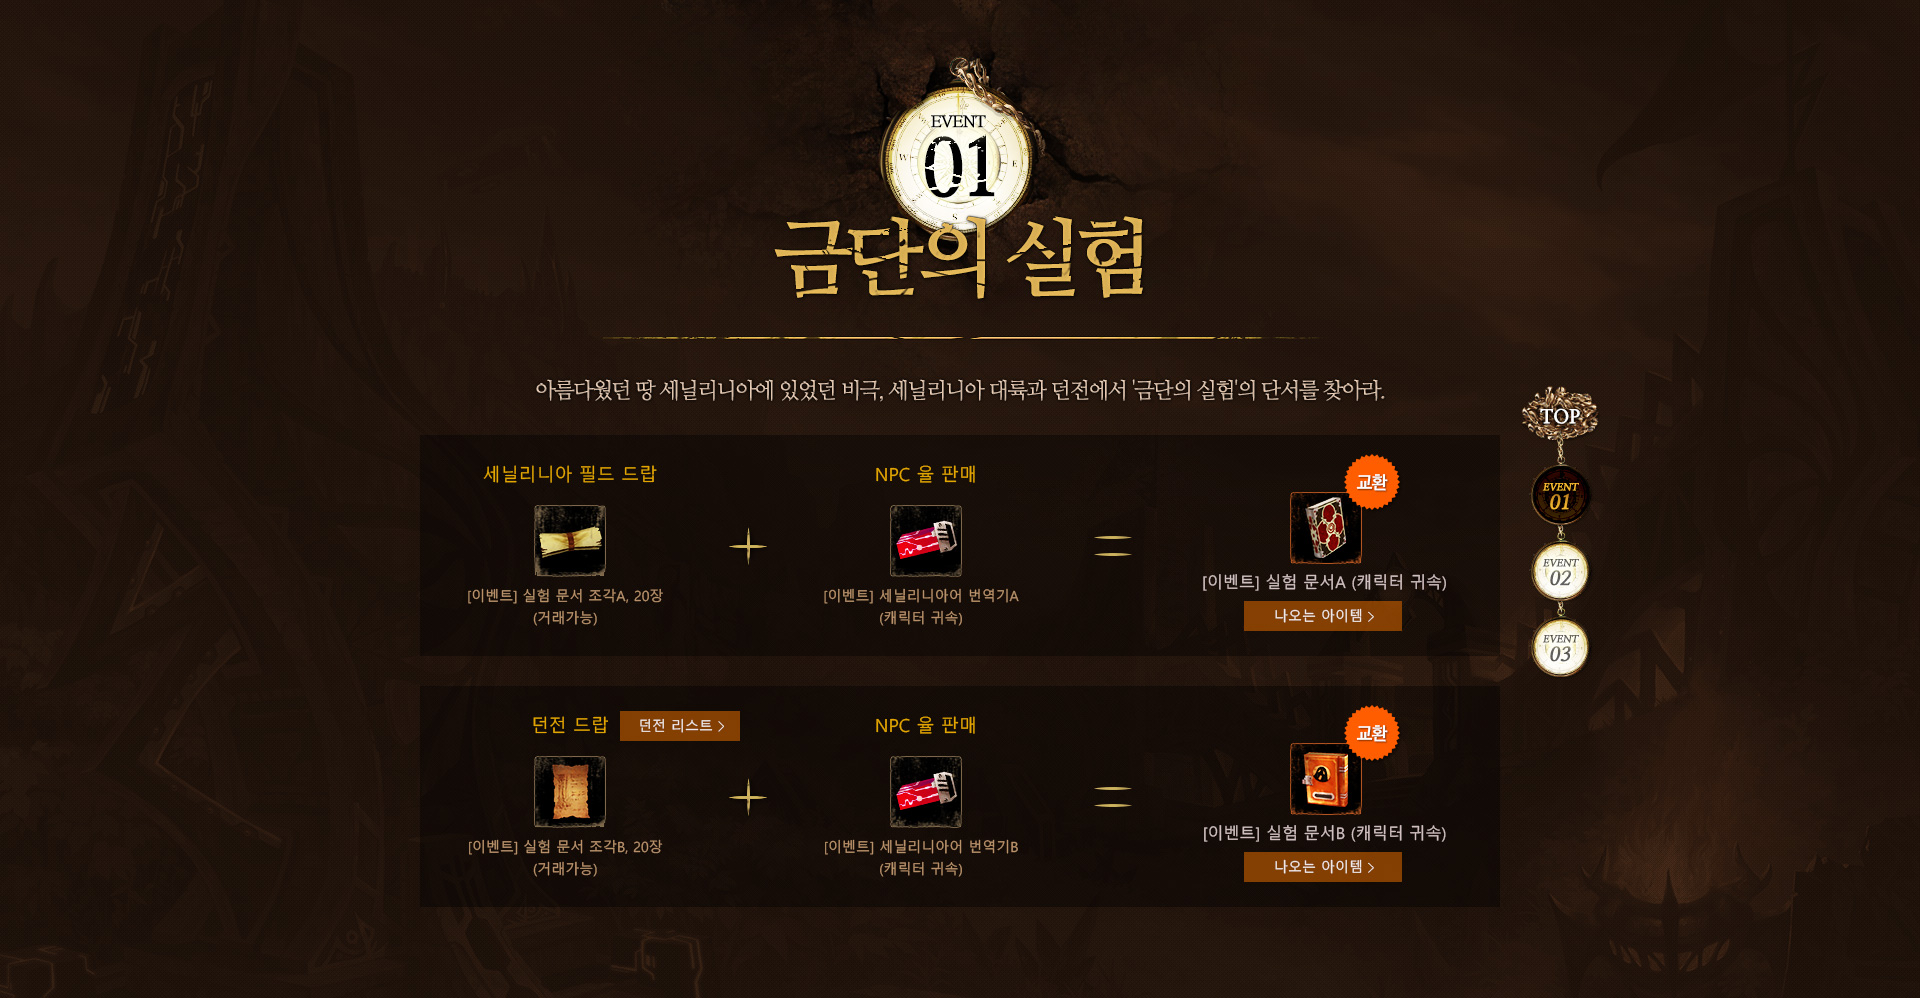 EVENT
01
W
E
S
금단의 실험
아름다웠던 땅 세닐리니아에 있었던 비극, 세닐리니아 대륙과 던전에서 '금단의 실험'의 단서를 찾아라.
TOP
EVENT
01
EVENT
02
EVENT
03
세닐리니아 필드 드랍
NPC 율 판매
교환
[이벤트] 실험 문서 조각A, 20장
(거래가능)
[이벤트] 세닐리니아어 번역기A
(캐릭터 귀속)
[이벤트] 실험 문서A (캐릭터 귀속)
나오는 아이템 >
던전 드랍
던전 리스트 >
NPC 율 판매
교환
[이벤트] 실험 문서 조각B, 20장
(거래가능)
[이벤트] 세닐리니아어 번역기B
(캐릭터 귀속)
[이벤트] 실험 문서B (캐릭터 귀속)
나오는 아이템 >